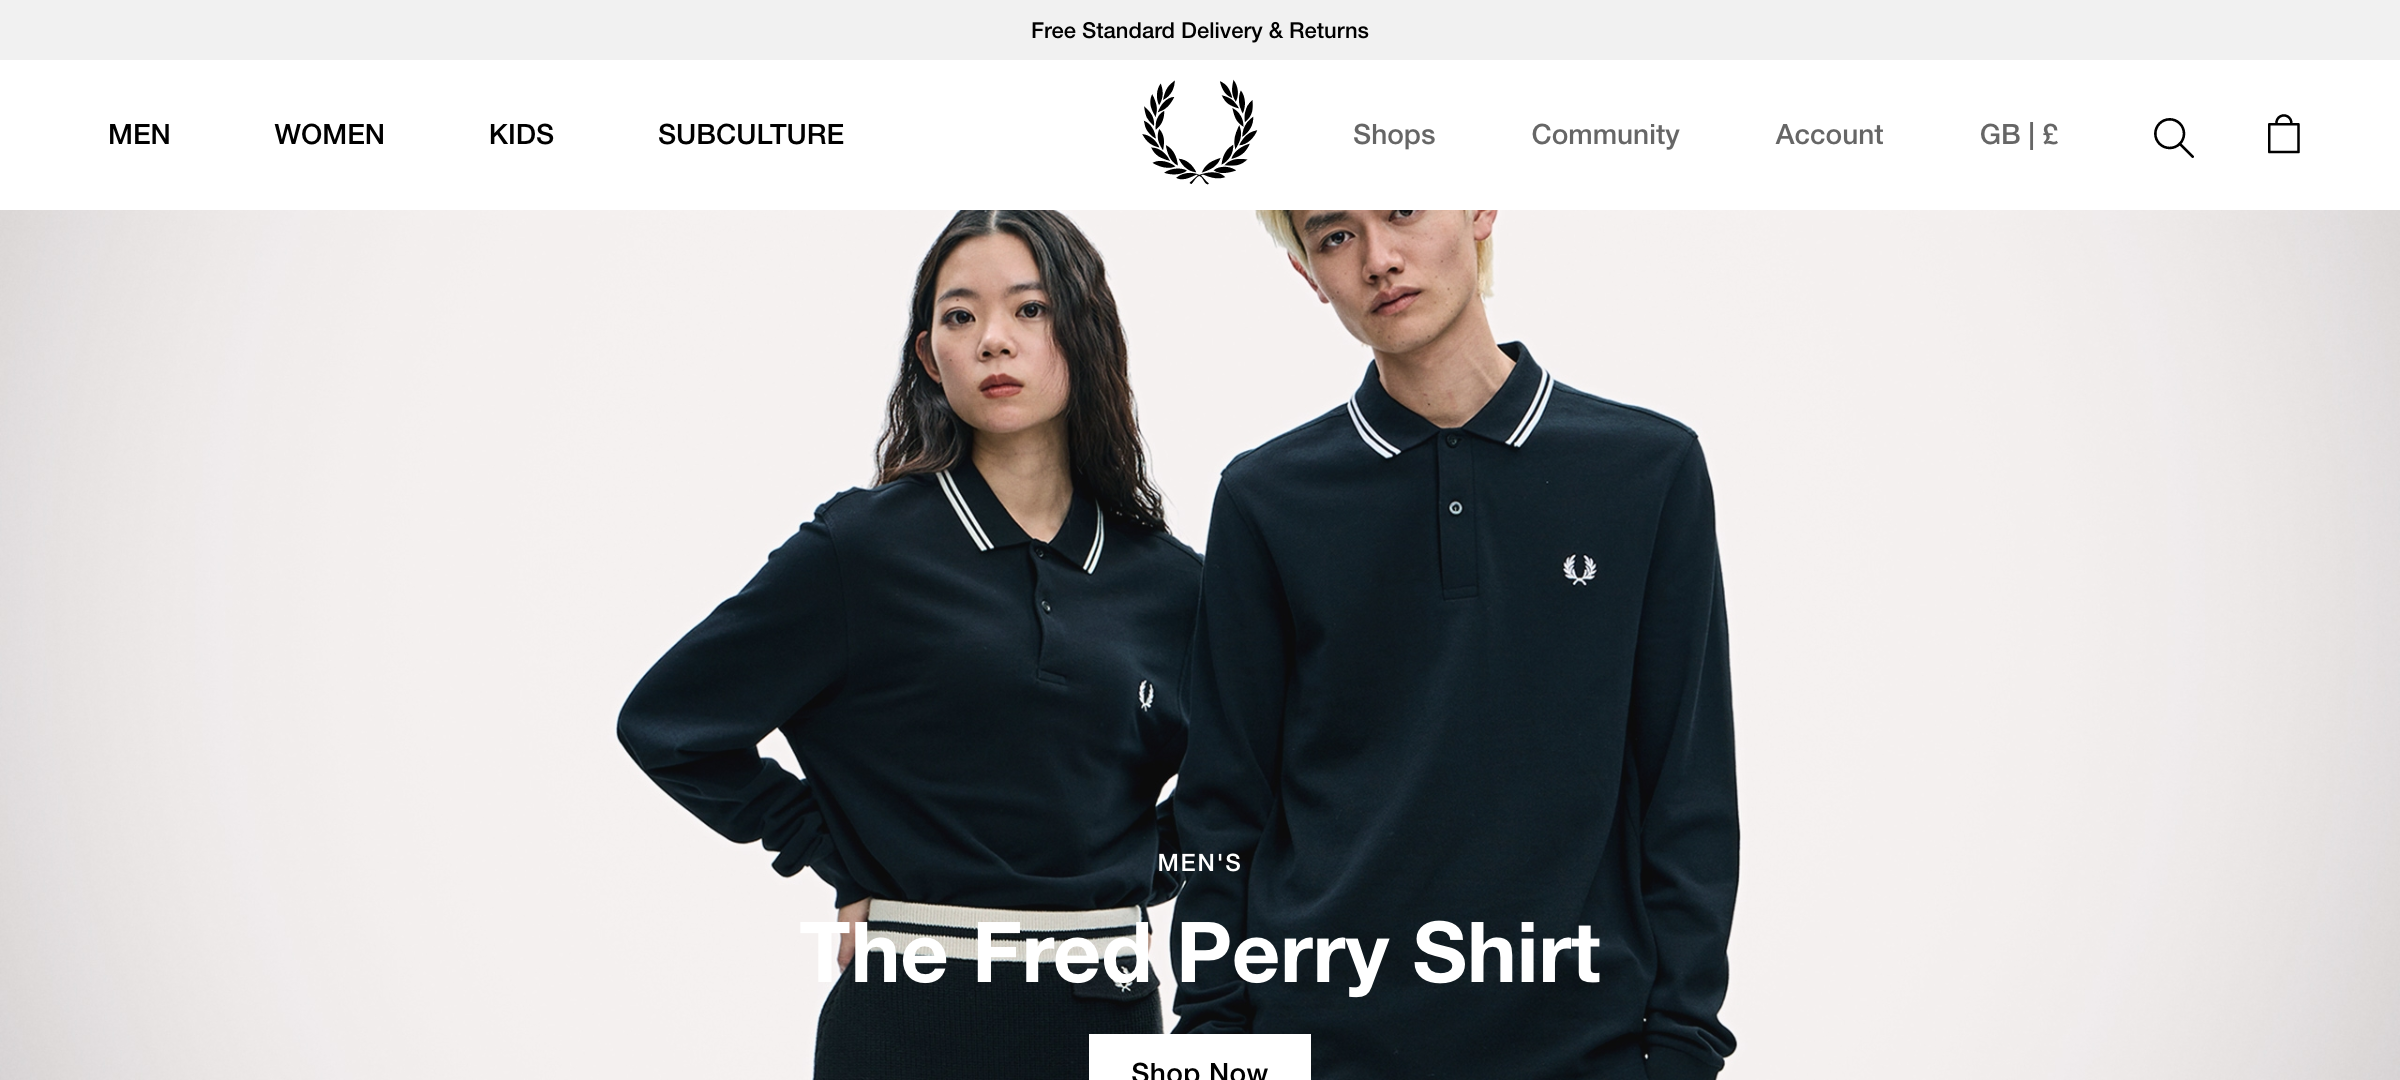 Free Standard Delivery & Returns
MEN WOMEN KIDS SUBCULTURE Shops Community Account GB | £
MEN'S
The Fred Perry Shirt
Shop Now